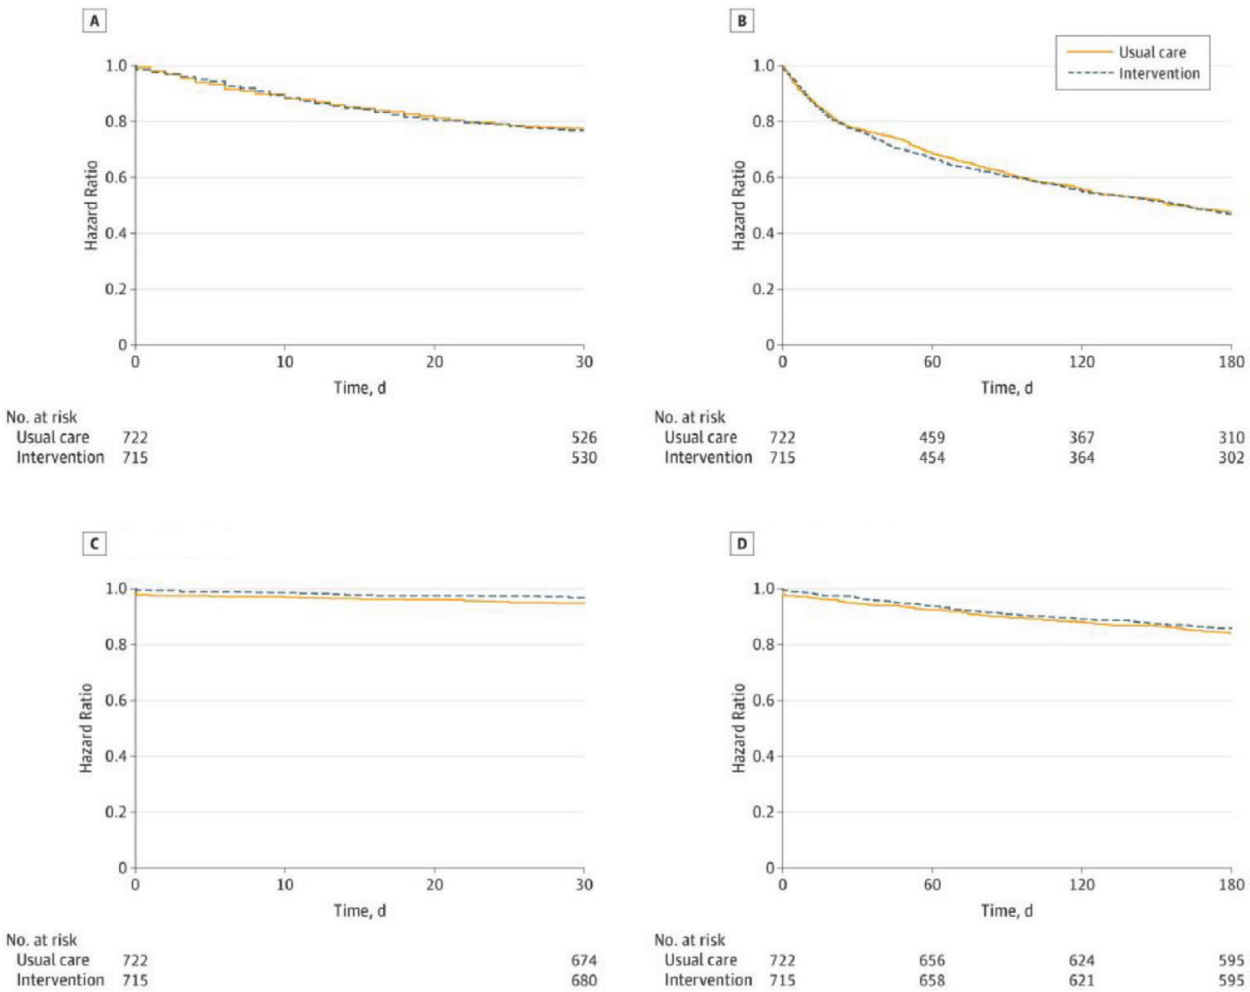 A
1.0
0.8
0.6
0.4
0.2
0
Hazard Ratio
0 10 20 30
Time, d
No. at risk
Usual care 722 526
Intervention 715 530
B
Usual care
Intervention
1.0
0.8
0.6
0.4
0.2
0
Hazard Ratio
0 60 120 180
Time, d
No. at risk
Usual care 722 459 367 310
Intervention 715 454 364 302
C
1.0
0.8
0.6
0.4
0.2
0
Hazard Ratio
0 10 20 30
Time, d
No. at risk
Usual care 722 674
Intervention 715 680
D
1.0
0.8
0.6
0.4
0.2
0
Hazard Ratio
0 60 120 180
Time, d
No. at risk
Usual care 722 656 624 595
Intervention 715 658 621 595